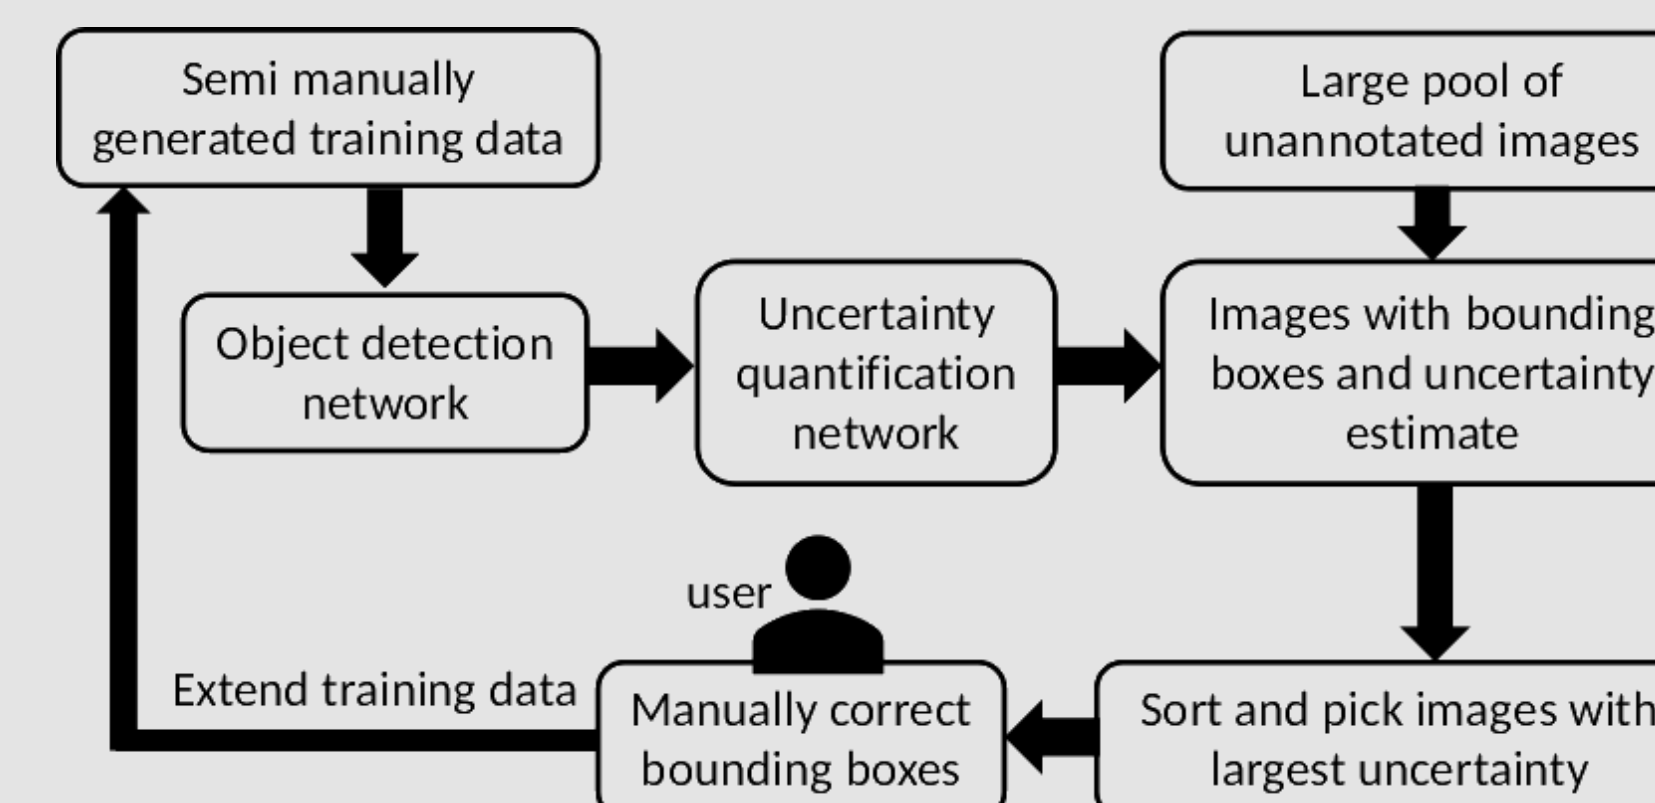 Semi manually
generated training data
Large pool of
unannotated images
Object detection
network
Uncertainty
quantification
network
Images with bounding
boxes and uncertainty
estimate
user
Extend training data
Manually correct
bounding boxes
Sort and pick images with
largest uncertainty